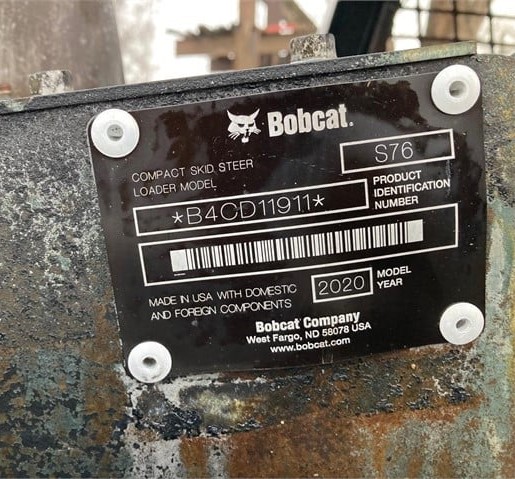 Bobcat.
COMPACT SKID STEER
LOADER MODEL
S76
*B4CD11911*
PRODUCT
IDENTIFICATION
NUMBER
MADE IN USA WITH DOMESTIC
AND FOREIGN COMPONENTS
2020
MODEL
YEAR
Bobcat Company
West Fargo, ND 58078 USA
www.bobcat.com